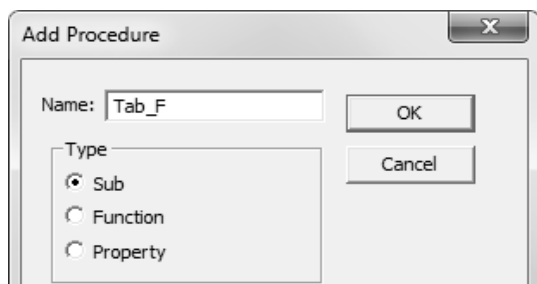 Add Procedure
Name: Tab_F
OK
Type
Cancel
Sub
Function
Property